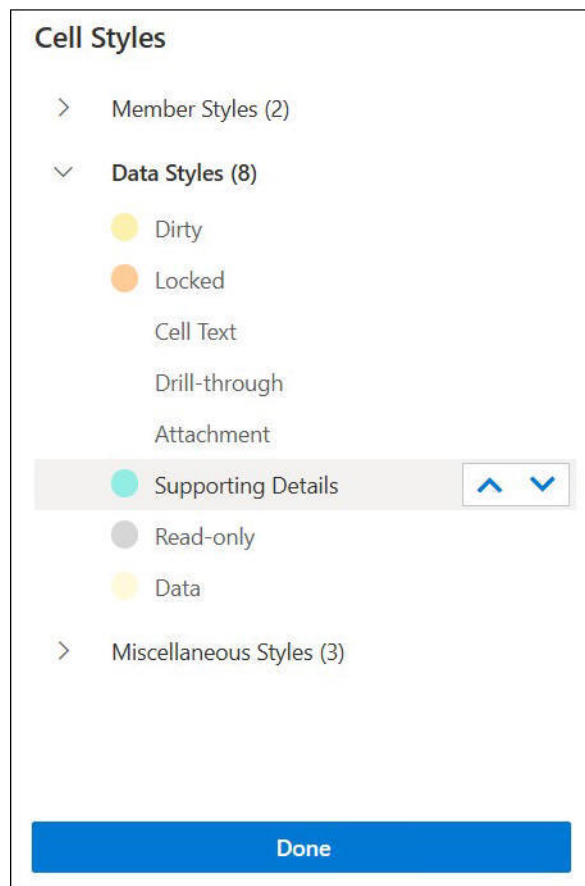 Cell Styles
Member Styles (2)
Data Styles (8)
Dirty
Locked
Cell Text
Drill-through
Attachment
Supporting Details
Read-only
Data
Miscellaneous Styles (3)
Done